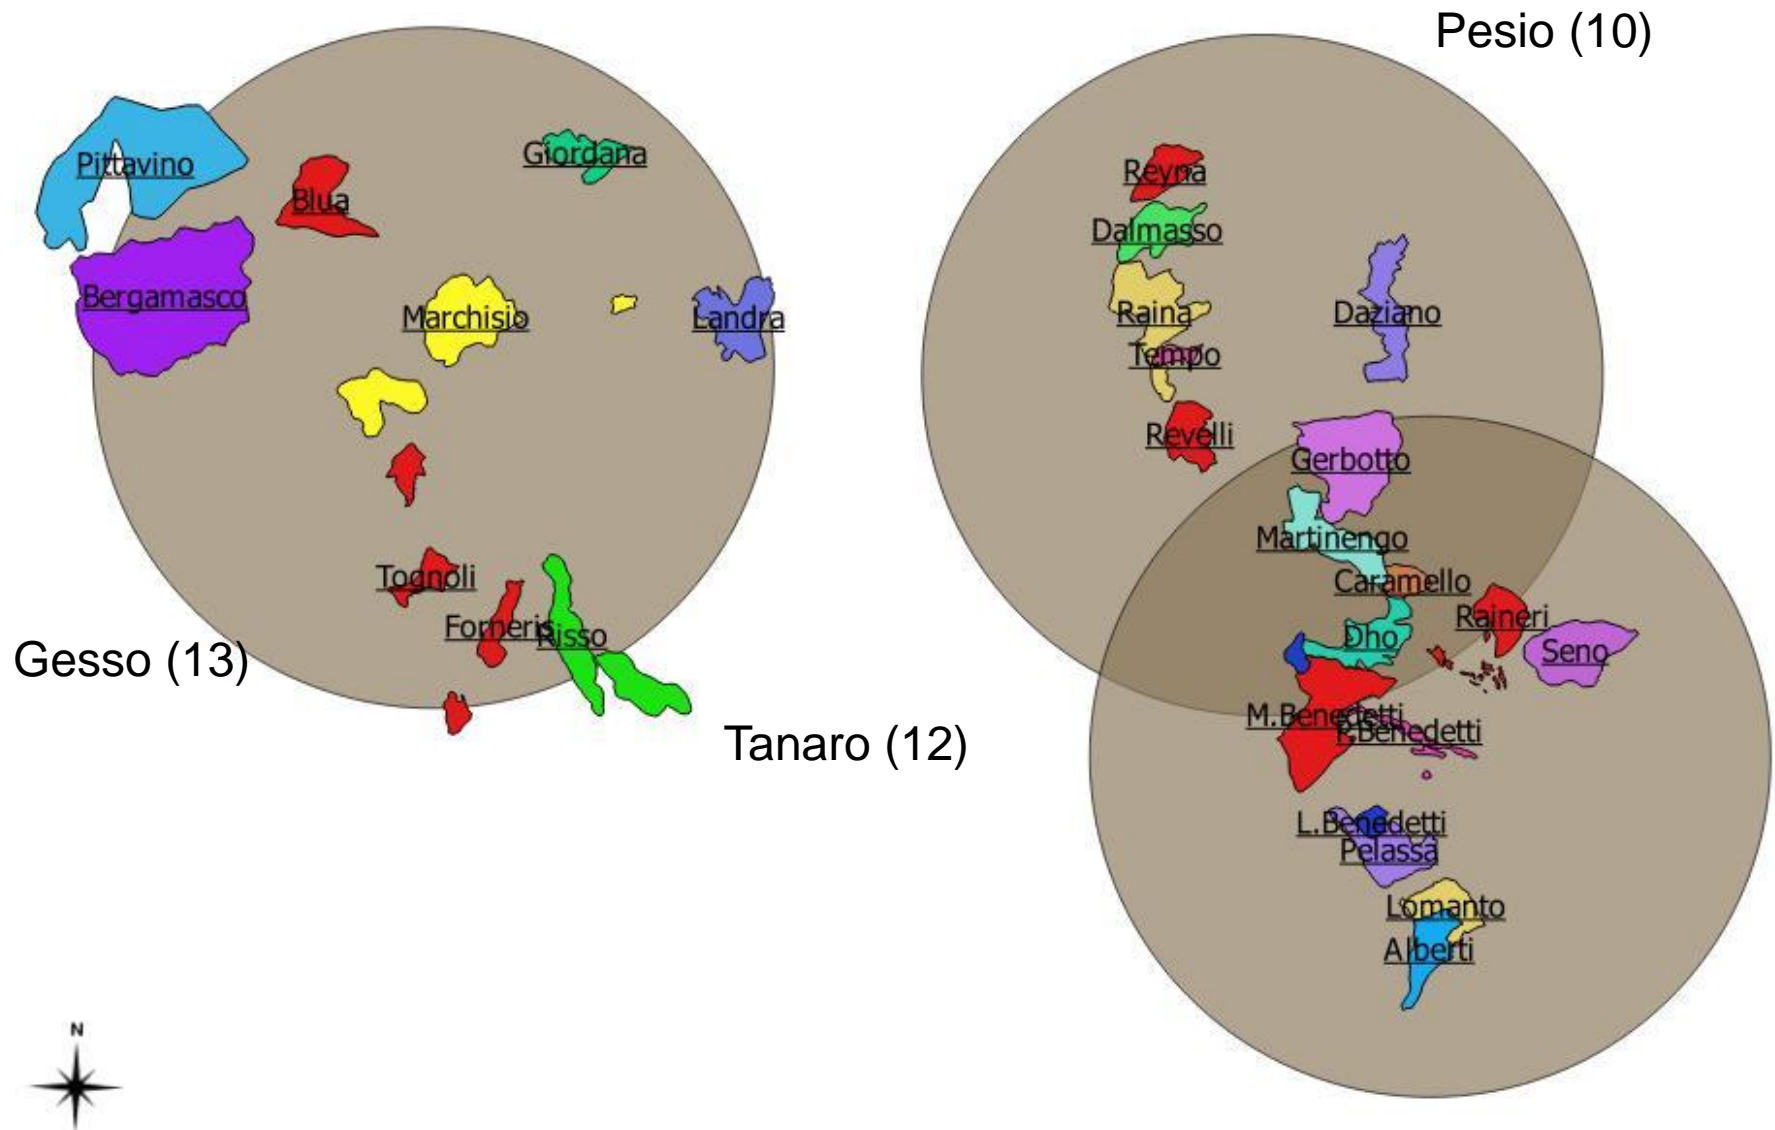 Pesio (10)
Pittavino
Giordana
Blua
Reyna
Dalmasso
Bergamasco
Marchisio
Landra
Raina
Daziano
Tempo
Revelli
Gerbotto
Martinengo
Tognoli
Caramello
Forneris
Risso
Raineri
Dho
Seno
Gesso (13)
M.Benedetti
P.Benedetti
Tanaro (12)
L.Benedetti
Pelassa
Lomanto
Alberti
N